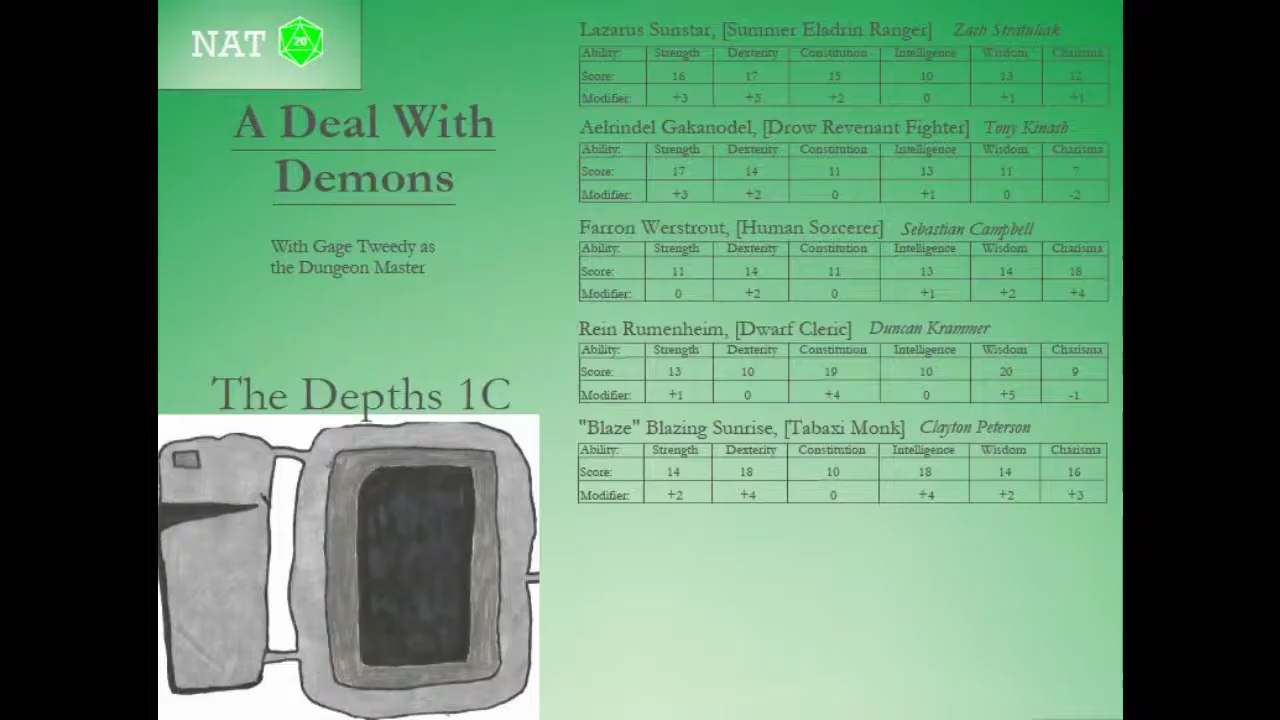 NAT 20
A Deal With
Demons
With Gage Tweedy as
the Dungeon Master
The Depths 1C
Lazarus Sunstar, [Summer Eladrin Ranger] Zach Stratuliak
Ability: Strength Dexterity Constitution Intelligence Wisdom Charisma
Score: 16 17 15 10 13 12
Modifier: +3 +3 +2 0 +1 +1
Aelrindel Gakanodel, [Drow Revenant Fighter] Tony Kinash
Ability: Strength Dexterity Constitution Intelligence Wisdom Charisma
Score: 17 14 11 13 11 7
Modifier: +3 +2 0 +1 0 -2
Farron Werstrout, [Human Sorcerer] Sebastian Campbell
Ability: Strength Dexterity Constitution Intelligence Wisdom Charisma
Score: 11 14 11 13 14 18
Modifier: 0 +2 0 +1 +2 +4
Rein Rumenheim, [Dwarf Cleric] Duncan Krammer
Ability: Strength Dexterity Constitution Intelligence Wisdom Charisma
Score: 13 10 19 10 20 9
Modifier: +1 0 +4 0 +5 -1
"Blaze" Blazing Sunrise, [Tabaxi Monk] Clayton Peterson
Ability: Strength Dexterity Constitution Intelligence Wisdom Charisma
Score: 14 18 10 18 14 16
Modifier: +2 +4 0 +4 +2 +3